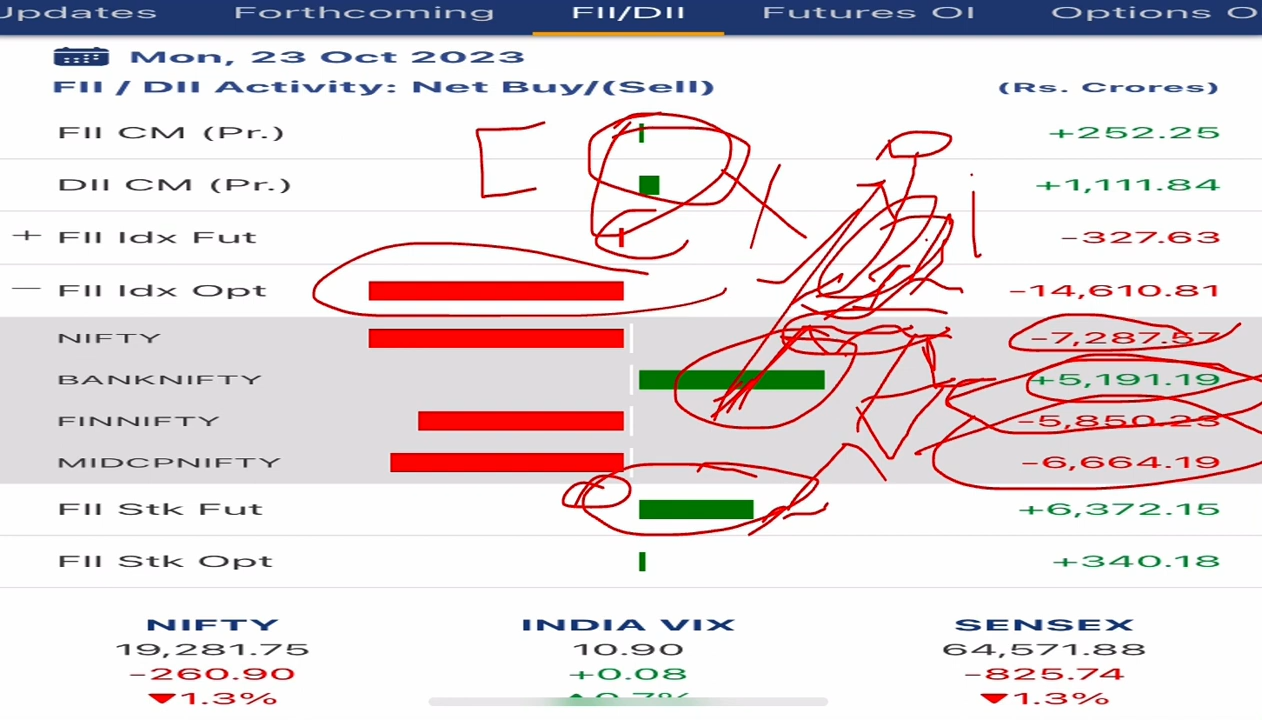 Updates Forthcoming FII/DII Futures OI Options O
Mon, 23 Oct 2023
FII / DII Activity: Net Buy/(Sell) (Rs. Crores)
FII CM (Pr.) +252.25
DII CM (Pr.) +1,111.84
+ FII Idx Fut -327.63
— FII Idx Opt -14,610.81
NIFTY -7,287.57
BANKNIFTY +5,191.19
FINNIFTY -5,850.23
MIDCPNIFTY -6,664.19
FII Stk Fut +6,372.15
FII Stk Opt +340.18
NIFTY INDIA VIX SENSEX
19,281.75 10.90 64,571.88
-260.90 +0.08 -825.74
▼1.3% ▲0.7% ▼1.3%